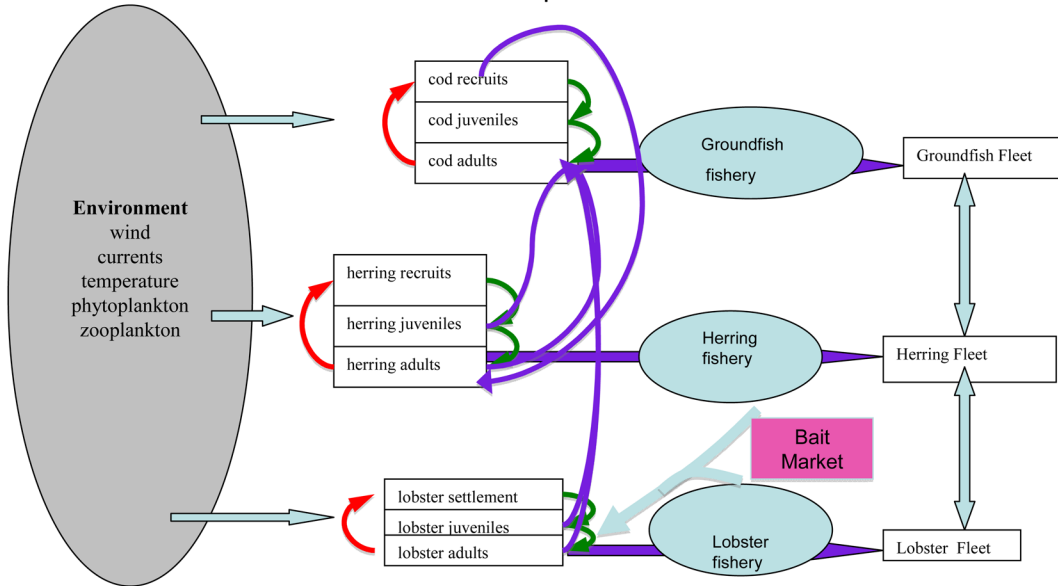 Environment
wind
currents
temperature
phytoplankton
zooplankton
cod recruits
cod juveniles
cod adults
Groundfish
fishery
Groundfish Fleet
herring recruits
herring juveniles
herring adults
Herring
fishery
Herring Fleet
Bait
Market
lobster settlement
lobster juveniles
lobster adults
Lobster
fishery
Lobster Fleet